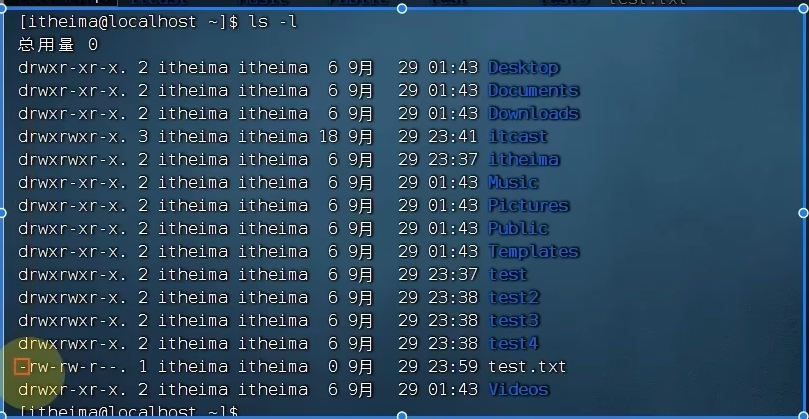 [itheima@localhost ~]$ ls -l
总用量 0
drwxr-xr-x. 2 itheima itheima  6 9月  29 01:43 Desktop
drwxr-xr-x. 2 itheima itheima  6 9月  29 01:43 Documents
drwxr-xr-x. 2 itheima itheima  6 9月  29 01:43 Downloads
drwxrwxr-x. 3 itheima itheima 18 9月  29 23:41 itcast
drwxrwxr-x. 2 itheima itheima  6 9月  29 23:37 itheima
drwxr-xr-x. 2 itheima itheima  6 9月  29 01:43 Music
drwxr-xr-x. 2 itheima itheima  6 9月  29 01:43 Pictures
drwxr-xr-x. 2 itheima itheima  6 9月  29 01:43 Public
drwxr-xr-x. 2 itheima itheima  6 9月  29 01:43 Templates
drwxrwxr-x. 2 itheima itheima  6 9月  29 23:37 test
drwxrwxr-x. 2 itheima itheima  6 9月  29 23:38 test2
drwxrwxr-x. 2 itheima itheima  6 9月  29 23:38 test3
drwxrwxr-x. 2 itheima itheima  6 9月  29 23:38 test4
-rw-rw-r--. 1 itheima itheima  0 9月  29 23:59 test.txt
drwxr-xr-x. 2 itheima itheima  6 9月  29 01:43 Videos
[itheima@localhost ~]$